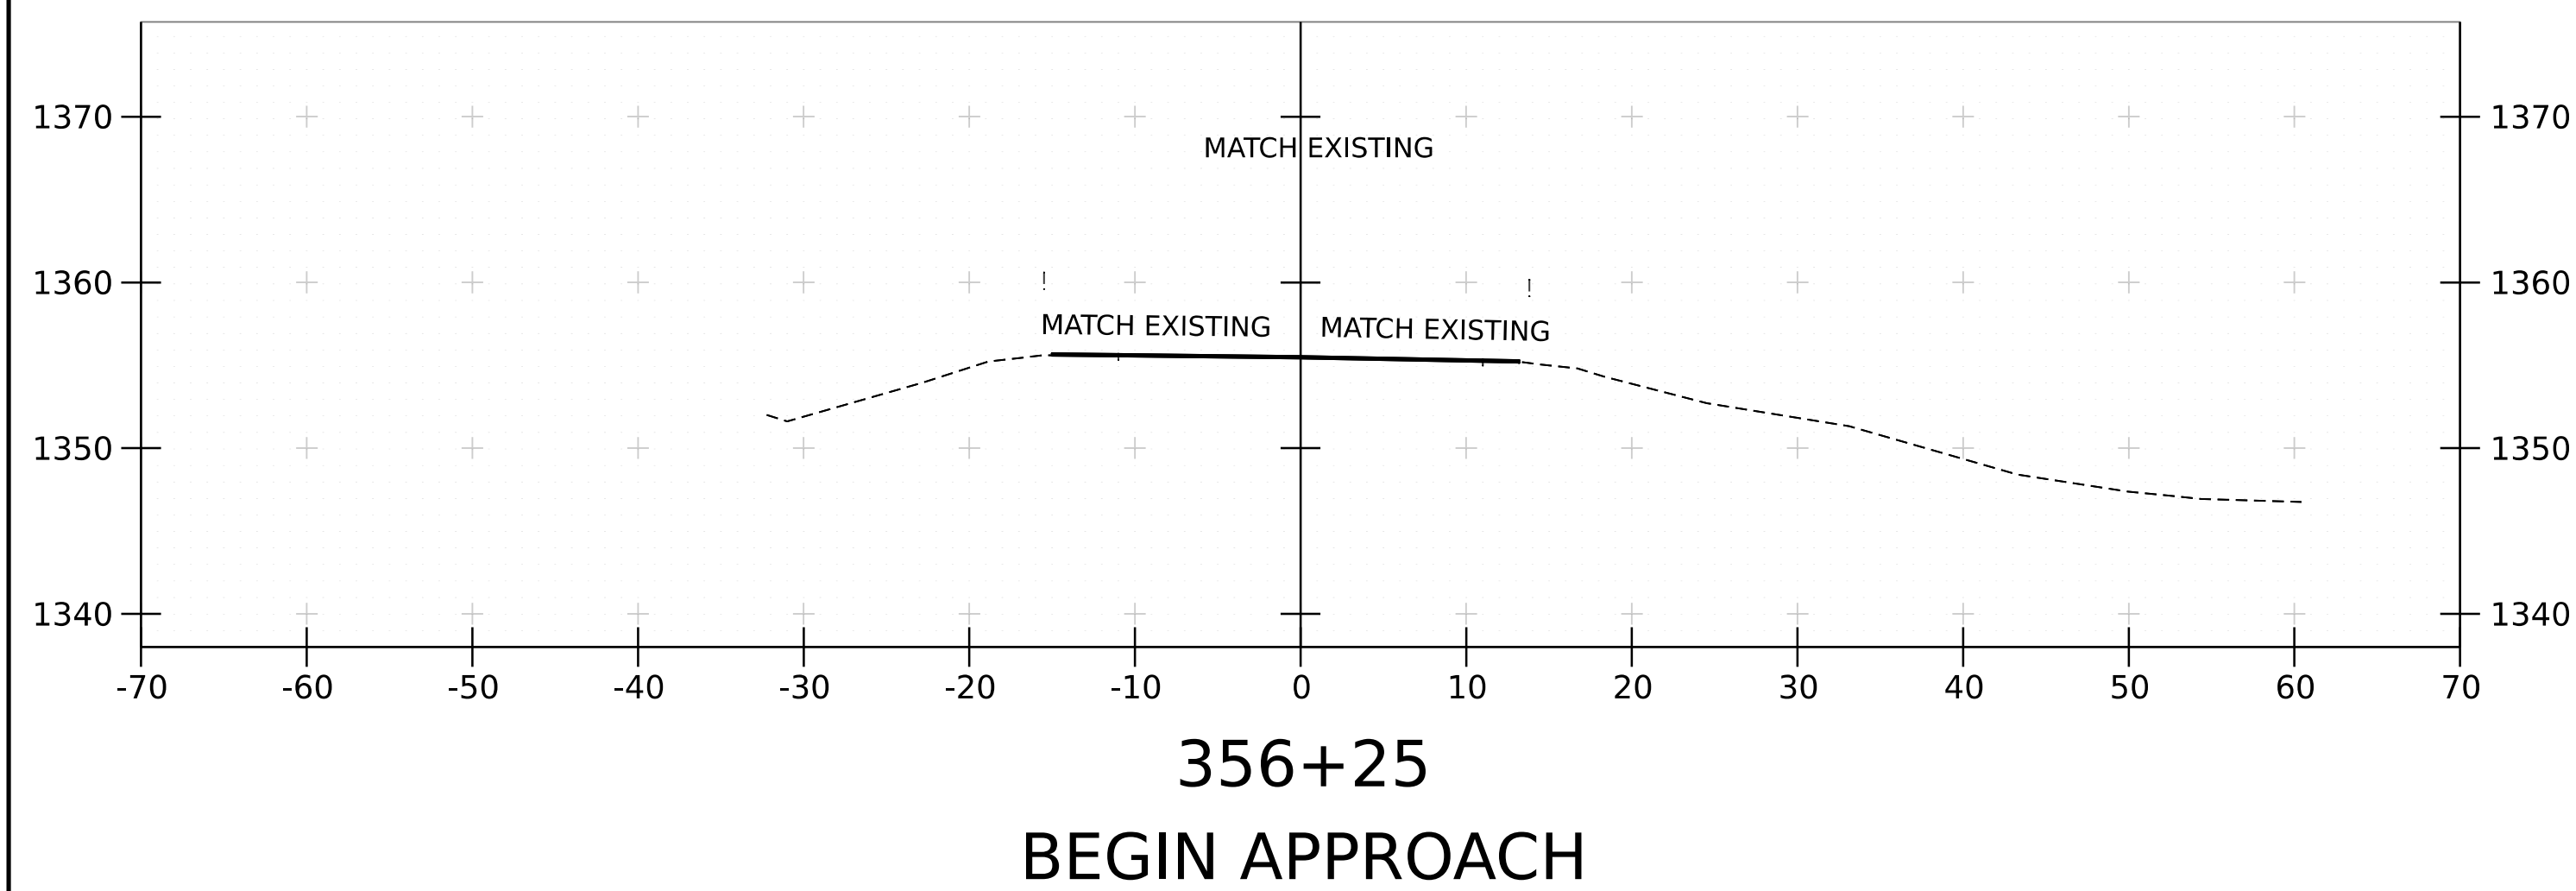 1370 1370
MATCH EXISTING
1360 1360
MATCH EXISTING MATCH EXISTING
1350 1350
1340 1340
-70 -60 -50 -40 -30 -20 -10 0 10 20 30 40 50 60 70
356+25
BEGIN APPROACH